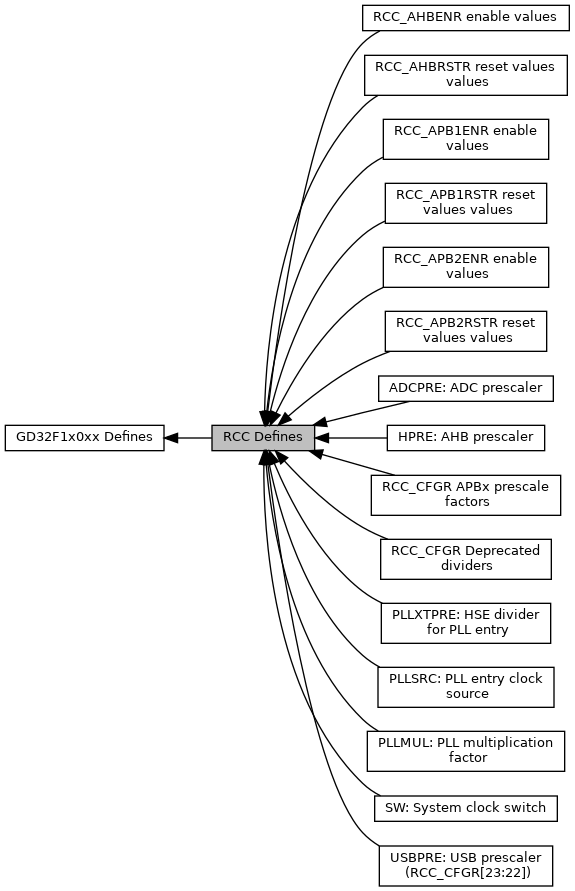 RCC_AHBENR enable values
RCC_AHBRSTR reset values
values
RCC_APB1ENR enable
values
RCC_APB1RSTR reset
values values
RCC_APB2ENR enable
values
RCC_APB2RSTR reset
values values
ADCPRE: ADC prescaler
GD32F1x0xx Defines
RCC Defines
HPRE: AHB prescaler
RCC_CFGR APBx prescale
factors
RCC_CFGR Deprecated
dividers
PLLXTPRE: HSE divider
for PLL entry
PLLSRC: PLL entry clock
source
PLLMUL: PLL multiplication
factor
SW: System clock switch
USBPRE: USB prescaler
(RCC_CFGR[23:22])